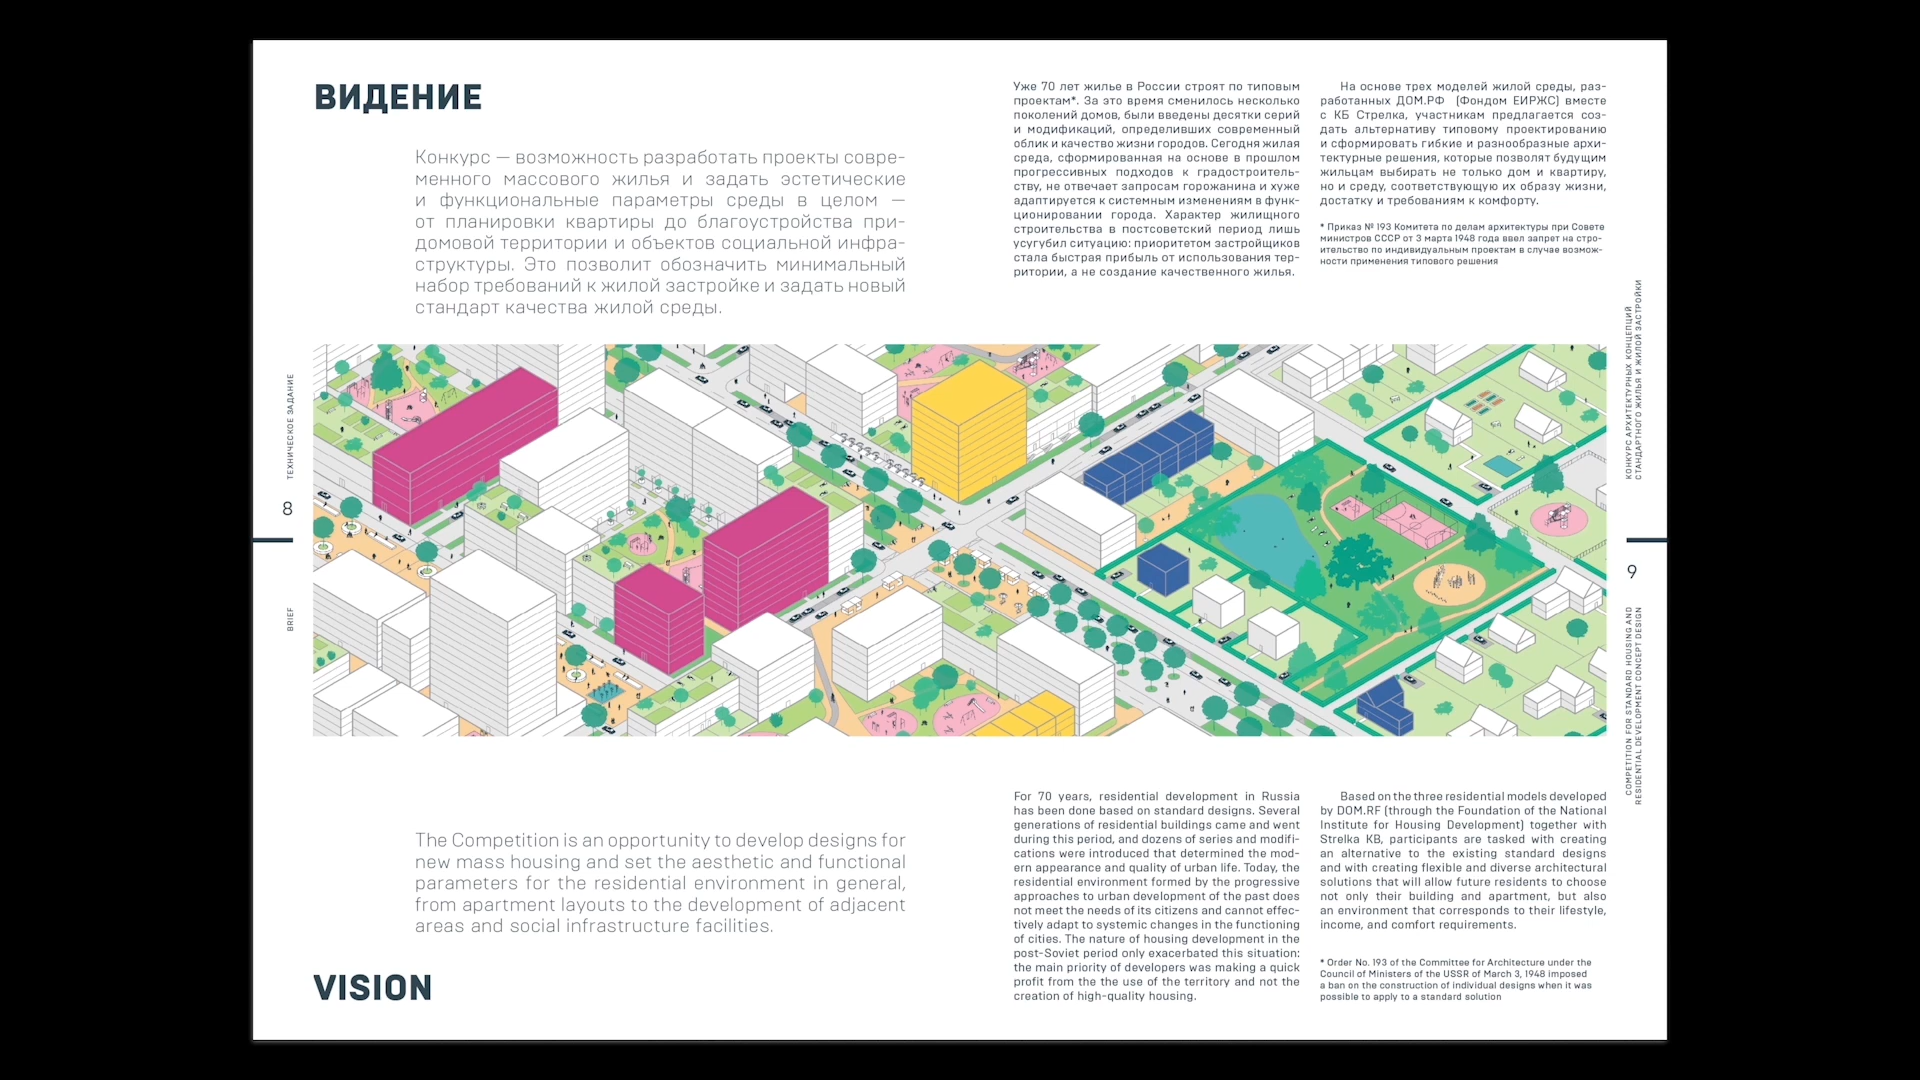 ВИДЕНИЕ
Конкурс — возможность разработать проекты совре-
менного массового жилья и задать эстетические
и функциональные параметры среды в целом —
от планировки квартиры до благоустройства при-
домовой территории и объектов социальной инфра-
структуры. Это позволит обозначить минимальный
набор требований к жилой застройке и задать новый
стандарт качества жилой среды.
Уже 70 лет жилье в России строят по типовым
проектам*. За это время сменилось несколько
поколений домов, были введены десятки серий
и модификаций, определивших современный
облик и качество жизни городов. Сегодня жилая
среда, сформированная на основе в прошлом
прогрессивных подходов к градостроитель-
ству, не отвечает запросам горожанина и хуже
адаптируется к системным изменениям в функ-
ционировании города. Характер жилищного
строительства в постсоветский период лишь
усугубил ситуацию: приоритетом застройщиков
стала быстрая прибыль от использования тер-
ритории, а не создание качественного жилья.
На основе трех моделей жилой среды, раз-
работанных ДОМ.РФ (Фондом ЕИРЖС) вместе
с КБ Стрелка, участникам предлагается соз-
дать альтернативу типовому проектированию
и сформировать гибкие и разнообразные архи-
тектурные решения, которые позволят будущим
жильцам выбирать не только дом и квартиру,
но и среду, соответствующую их образу жизни,
достатку и требованиям к комфорту.
* Приказ № 193 Комитета по делам архитектуры при Совете
министров СССР от 3 марта 1948 года ввел запрет на стро-
ительство по индивидуальным проектам в случае возмож-
ности применения типового решения
ТЕХНИЧЕСКОЕ ЗАДАНИЕ
8
BRIEF
КОНКУРС АРХИТЕКТУРНЫХ КОНЦЕПЦИЙ
СТАНДАРТНОГО ЖИЛЬЯ И ЖИЛОЙ ЗАСТРОЙКИ
9
COMPETITION FOR STANDARD HOUSING AND
RESIDENTIAL DEVELOPMENT CONCEPT DESIGN
The Competition is an opportunity to develop designs for
new mass housing and set the aesthetic and functional
parameters for the residential environment in general,
from apartment layouts to the development of adjacent
areas and social infrastructure facilities.
VISION
For 70 years, residential development in Russia
has been done based on standard designs. Several
generations of residential buildings came and went
during this period, and dozens of series and modifi-
cations were introduced that determined the mod-
ern appearance and quality of urban life. Today, the
residential environment formed by the progressive
approaches to urban development of the past does
not meet the needs of its citizens and cannot effec-
tively adapt to systemic changes in the functioning
of cities. The nature of housing development in the
post-Soviet period only exacerbated this situation:
the main priority of developers was making a quick
profit from the the use of the territory and not the
creation of high-quality housing.
Based on the three residential models developed
by DOM.RF (through the Foundation of the National
Institute for Housing Development) together with
Strelka KB, participants are tasked with creating
an alternative to the existing standard designs
and with creating flexible and diverse architectural
solutions that will allow future residents to choose
not only their building and apartment, but also
an environment that corresponds to their lifestyle,
income, and comfort requirements.
* Order No. 193 of the Committee for Architecture under the
Council of Ministers of the USSR of March 3, 1948 imposed
a ban on the construction of individual designs when it was
possible to apply to a standard solution